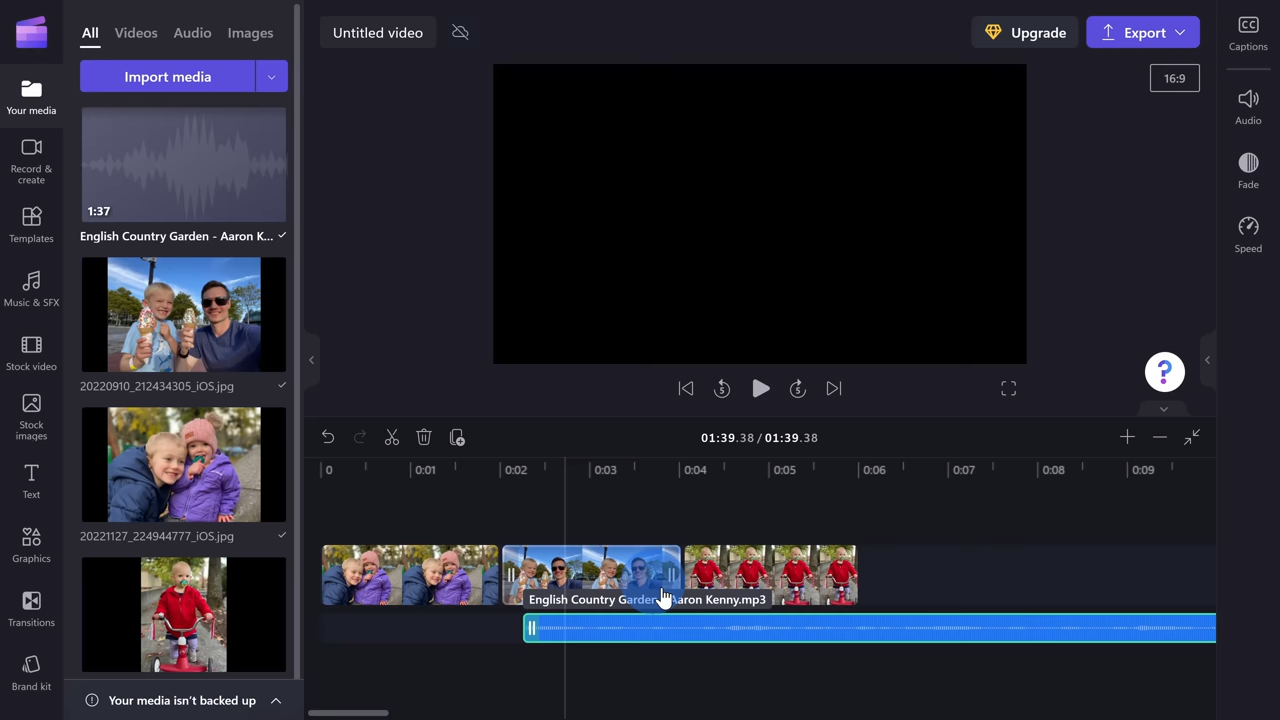 All
Videos
Audio
Images
Untitled video
Upgrade
Export
Captions
Import media
16:9
Your media
Audio
Record &
create
Fade
1:37
Templates
English Country Garden - Aaron K...
Speed
Music & SFX
Stock video
20220910_212434305_iOS.jpg
5
5
?
Stock
images
01:39.38 / 01:39.38
0
0:01
0:02
0:03
0:04
0:05
0:06
0:07
0:08
0:09
Text
20221127_224944777_iOS.jpg
Graphics
English Country Garden - Aaron Kenny.mp3
Transitions
Brand kit
Your media isn't backed up
CC